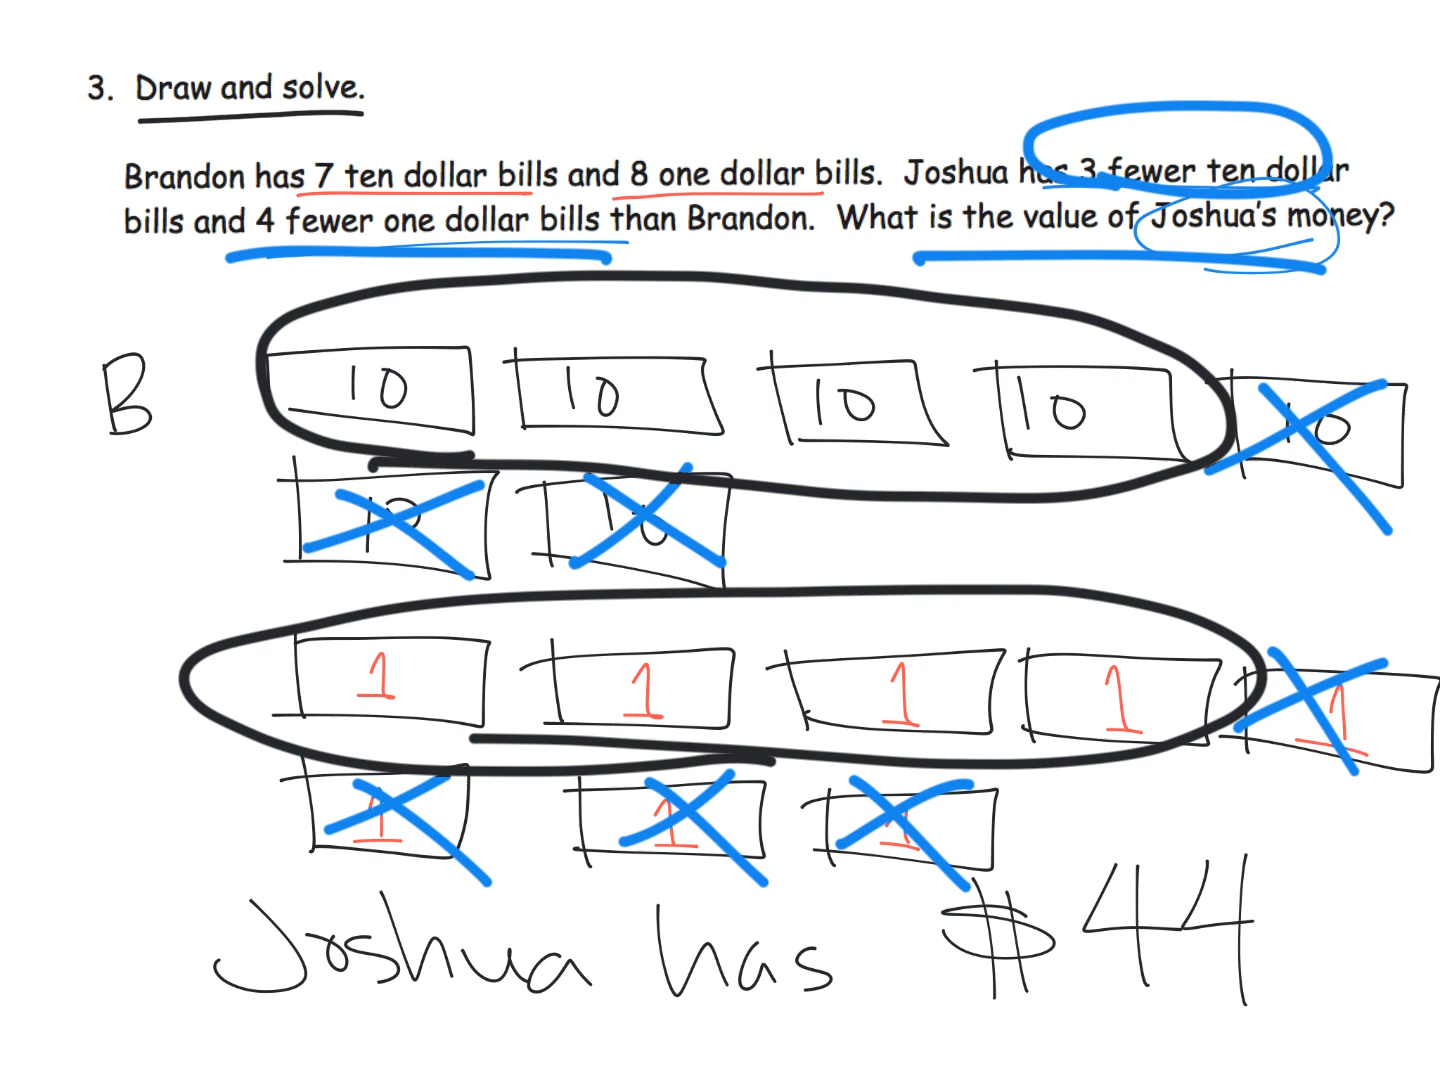 3. Draw and solve.
Brandon has 7 ten dollar bills and 8 one dollar bills. Joshua has 3 fewer ten dollar
bills and 4 fewer one dollar bills than Brandon. What is the value of Joshua's money?
B 10 10 10 10 10
10 10
1 1 1 1 1
1 1 1
Joshua has $44